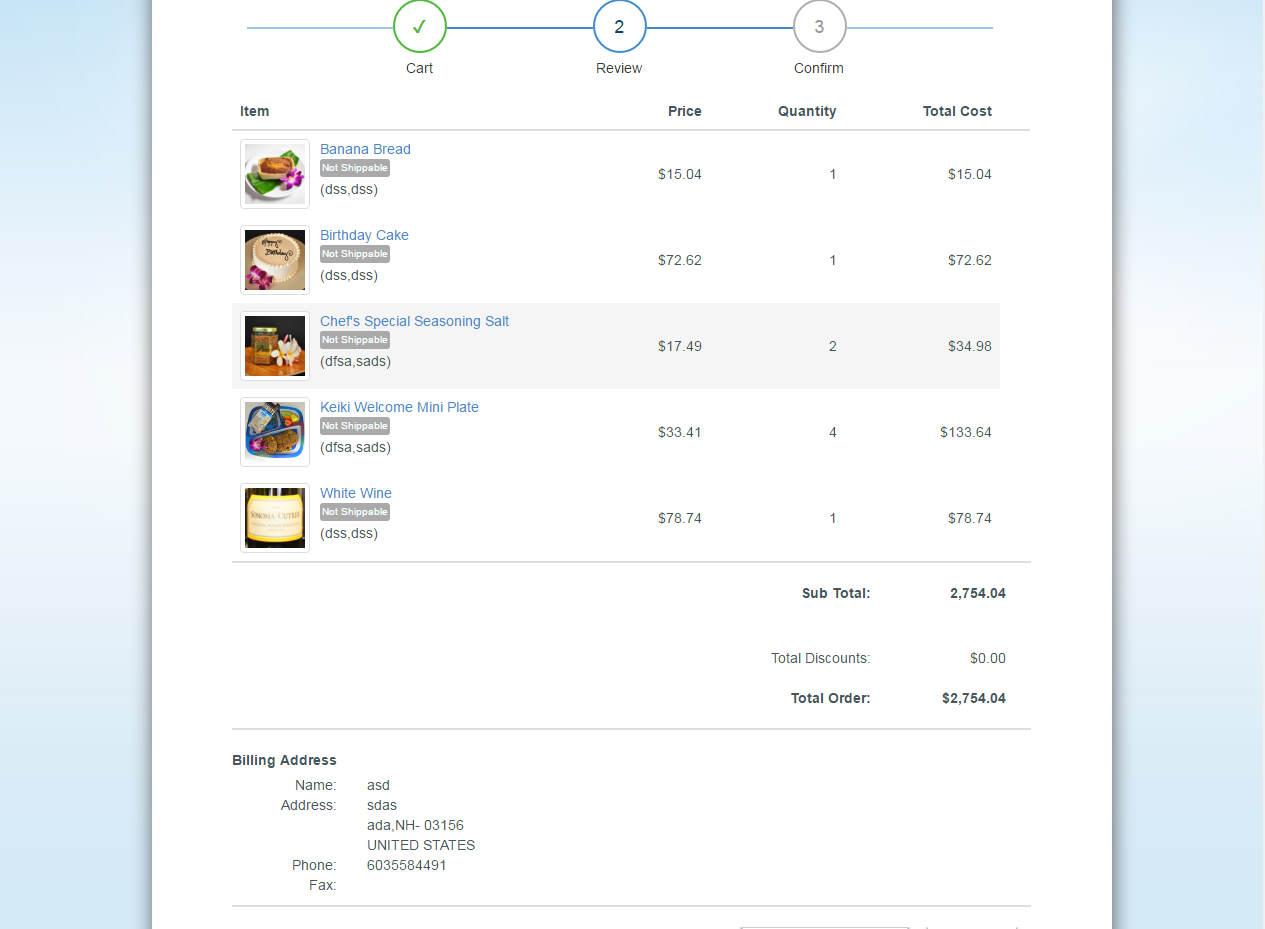 ✓ 2 3
Cart Review Confirm
Item Price Quantity Total Cost
Banana Bread
Not Shippable
(dss,dss)
$15.04 1 $15.04
Birthday Cake
Not Shippable
(dss,dss)
$72.62 1 $72.62
Happy
Birthday
Chef's Special Seasoning Salt
Not Shippable
(dfsa,sads)
$17.49 2 $34.98
Keiki Welcome Mini Plate
Not Shippable
(dfsa,sads)
$33.41 4 $133.64
White Wine
Not Shippable
(dss,dss)
$78.74 1 $78.74
Sub Total: 2,754.04
Total Discounts: $0.00
Total Order: $2,754.04
Billing Address
Name: asd
Address: sdas
ada,NH- 03156
UNITED STATES
Phone: 6035584491
Fax: